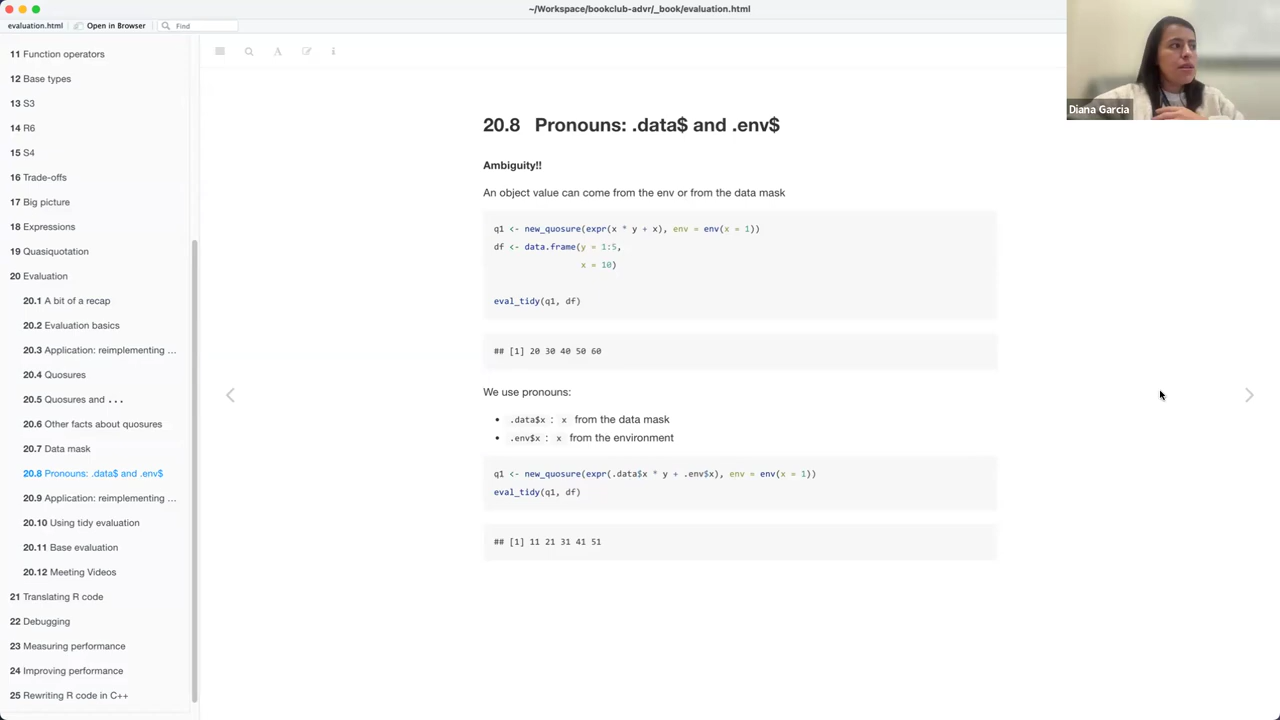 ~/Workspace/bookclub-advr/_book/evaluation.html
evaluation.html
Open in Browser
Find
11 Function operators
12 Base types
13 S3
14 R6
15 S4
16 Trade-offs
17 Big picture
18 Expressions
19 Quasiquotation
20 Evaluation
20.1 A bit of a recap
20.2 Evaluation basics
20.3 Application: reimplementing ...
20.4 Quosures
20.5 Quosures and ...
20.6 Other facts about quosures
20.7 Data mask
20.8 Pronouns: .data$ and .env$
20.9 Application: reimplementing ...
20.10 Using tidy evaluation
20.11 Base evaluation
20.12 Meeting Videos
21 Translating R code
22 Debugging
23 Measuring performance
24 Improving performance
25 Rewriting R code in C++
A
i
20.8 Pronouns: .data$ and .env$
Ambiguity!!
An object value can come from the env or from the data mask
q1 <- new_quosure(expr(x * y + x), env = env(x = 1))
df <- data.frame(y = 1:5,
x = 10)
eval_tidy(q1, df)
## [1] 20 30 40 50 60
We use pronouns:
• .data$x : x from the data mask
• .env$x : x from the environment
q1 <- new_quosure(expr(.data$x * y + .env$x), env = env(x = 1))
eval_tidy(q1, df)
## [1] 11 21 31 41 51
Diana Garcia